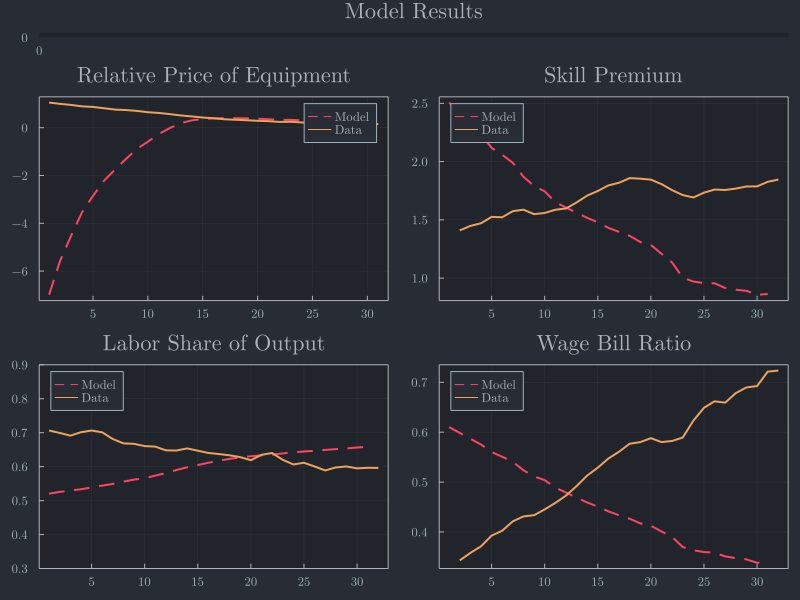 Model Results
0
0
Relative Price of Equipment
Skill Premium
0
−2
−4
−6
5 10 15 20 25 30
Model
Data
2.5
2.0
1.5
1.0
5 10 15 20 25 30
Model
Data
Labor Share of Output
Wage Bill Ratio
0.9
0.8
0.7
0.6
0.5
0.4
0.3
5 10 15 20 25 30
Model
Data
0.7
0.6
0.5
0.4
5 10 15 20 25 30
Model
Data